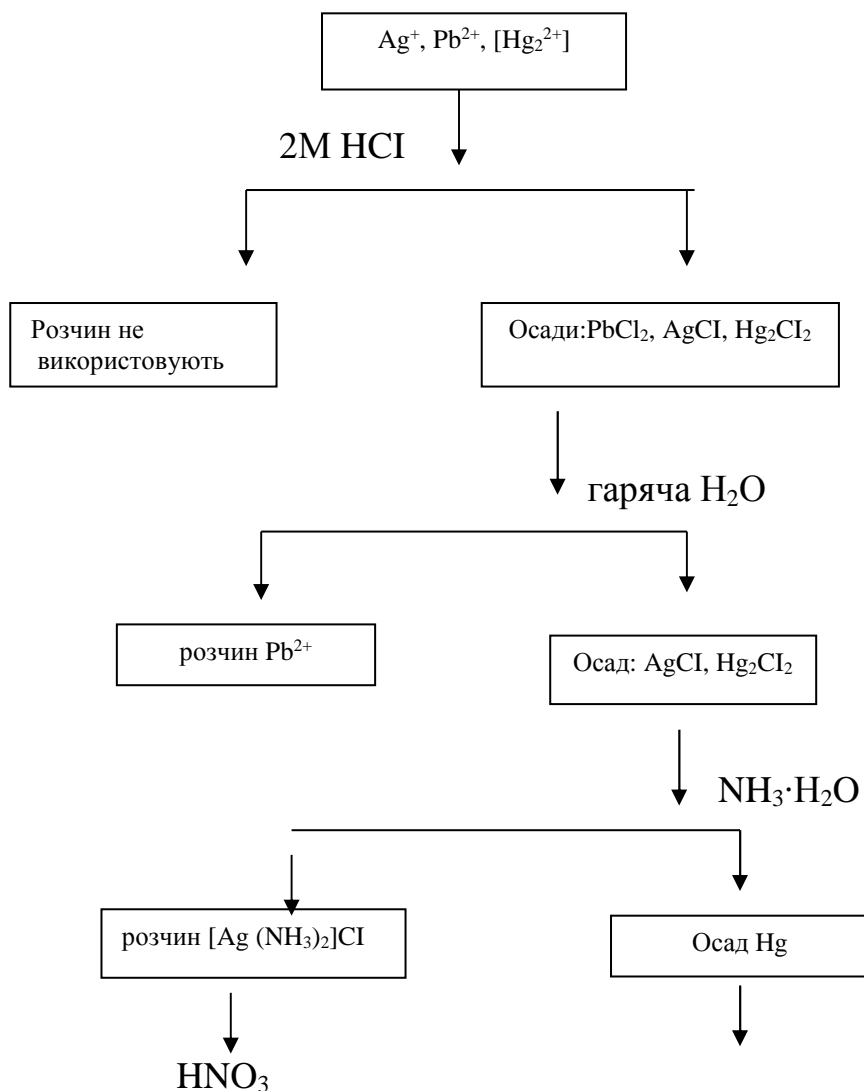 Ag⁺, Pb²⁺, [Hg₂²⁺]
2M HCI
Розчин не
використовують
Осади:PbCl₂, AgCI, Hg₂CI₂
гаряча H₂O
розчин Pb²⁺
Осад: AgCI, Hg₂CI₂
NH₃·H₂O
розчин [Ag (NH₃)₂]CI
Осад Hg
HNO₃